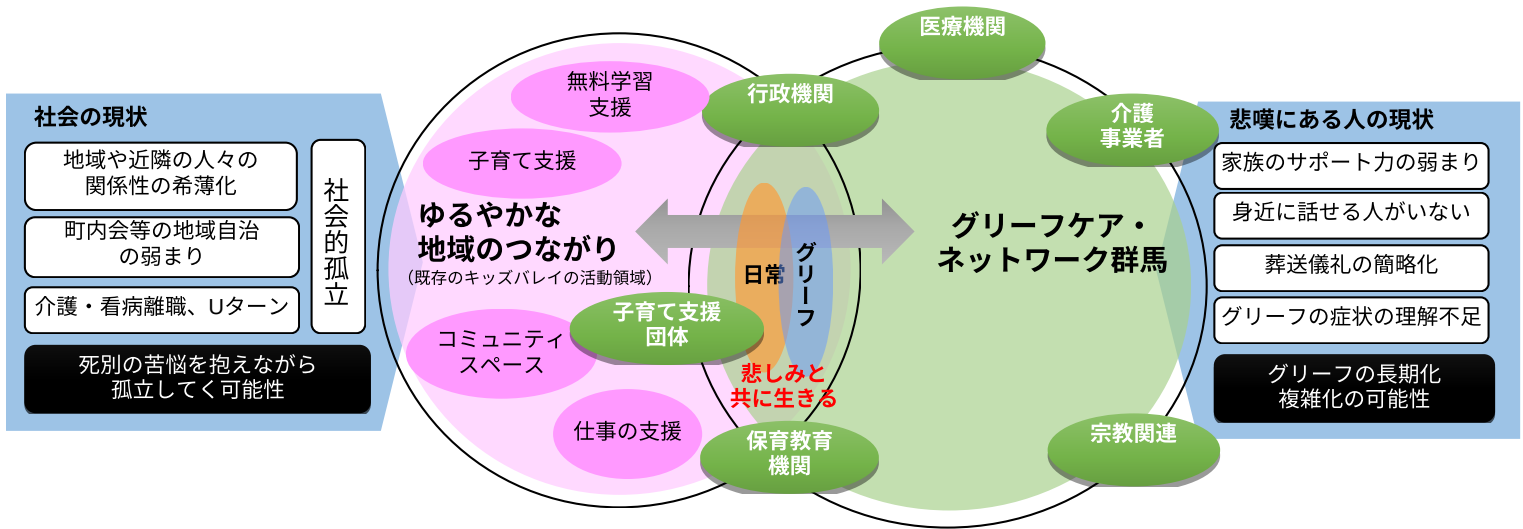 社会の現状
地域や近隣の人々の
関係性の希薄化
町内会等の地域自治
の弱まり
介護・看病離職、Uターン
社会的孤立
死別の苦悩を抱えながら
孤立してく可能性
無料学習
支援
子育て支援
ゆるやかな
地域のつながり
（既存のキッズバレイの活動領域）
コミュニティ
スペース
仕事の支援
行政機関
子育て支援
団体
保育教育
機関
日常
グリーフ
悲しみと
共に生きる
医療機関
介護
事業者
グリーフケア・
ネットワーク群馬
宗教関連
悲嘆にある人の現状
家族のサポート力の弱まり
身近に話せる人がいない
葬送儀礼の簡略化
グリーフの症状の理解不足
グリーフの長期化
複雑化の可能性